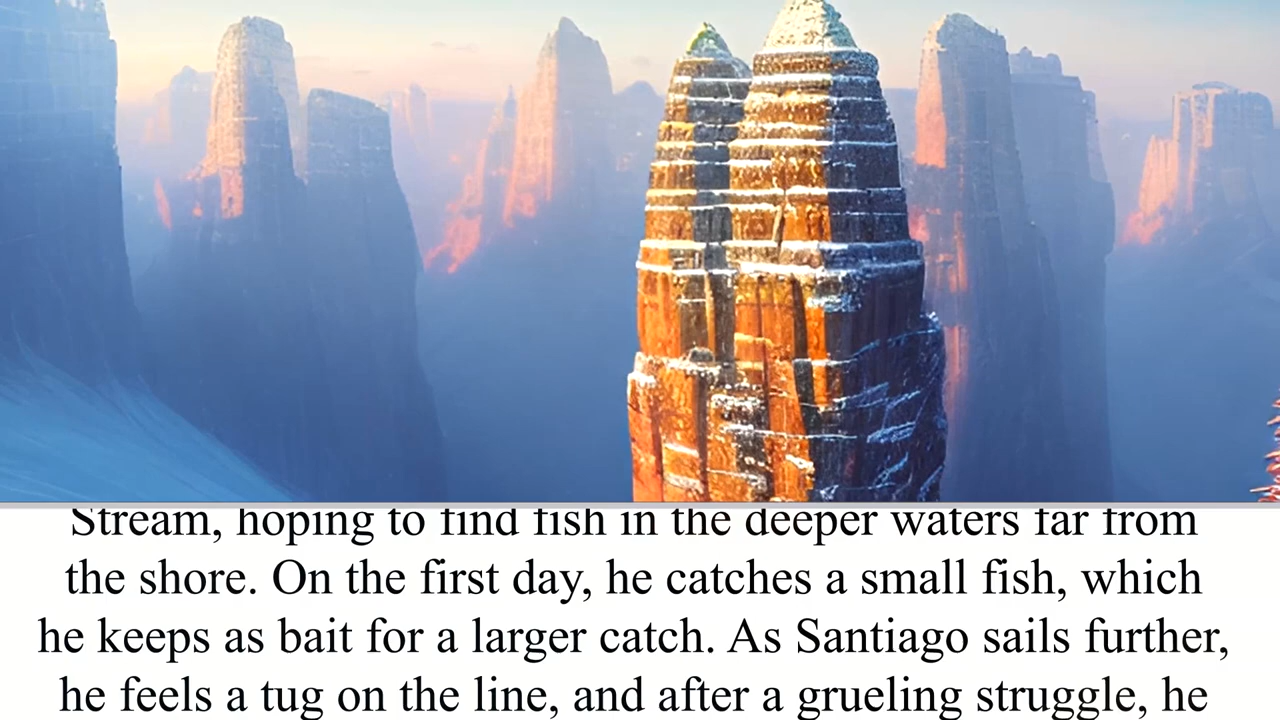 Stream, hoping to find fish in the deeper waters far from
the shore. On the first day, he catches a small fish, which
he keeps as bait for a larger catch. As Santiago sails further,
he feels a tug on the line, and after a grueling struggle, he